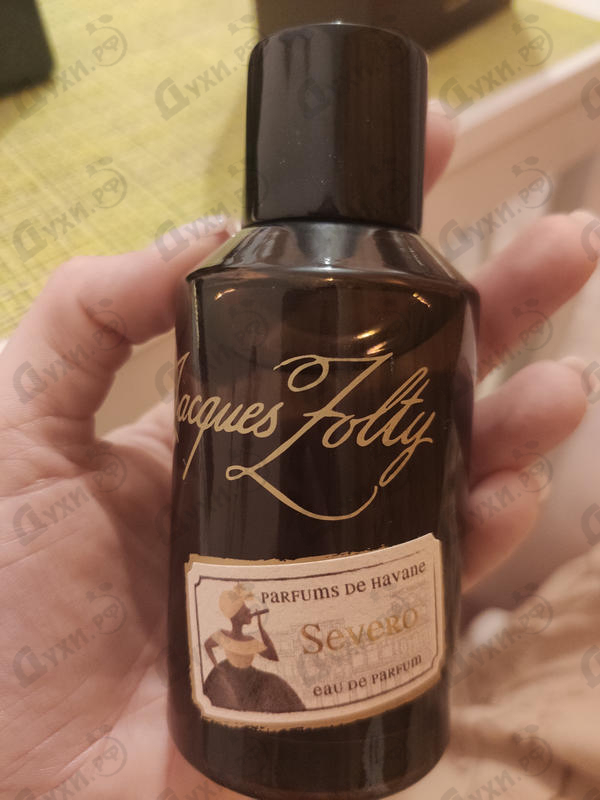 Jacques Zolty
PARFUMS DE HAVANE
SEVERO
EAU DE PARFUM
Духи.РФ